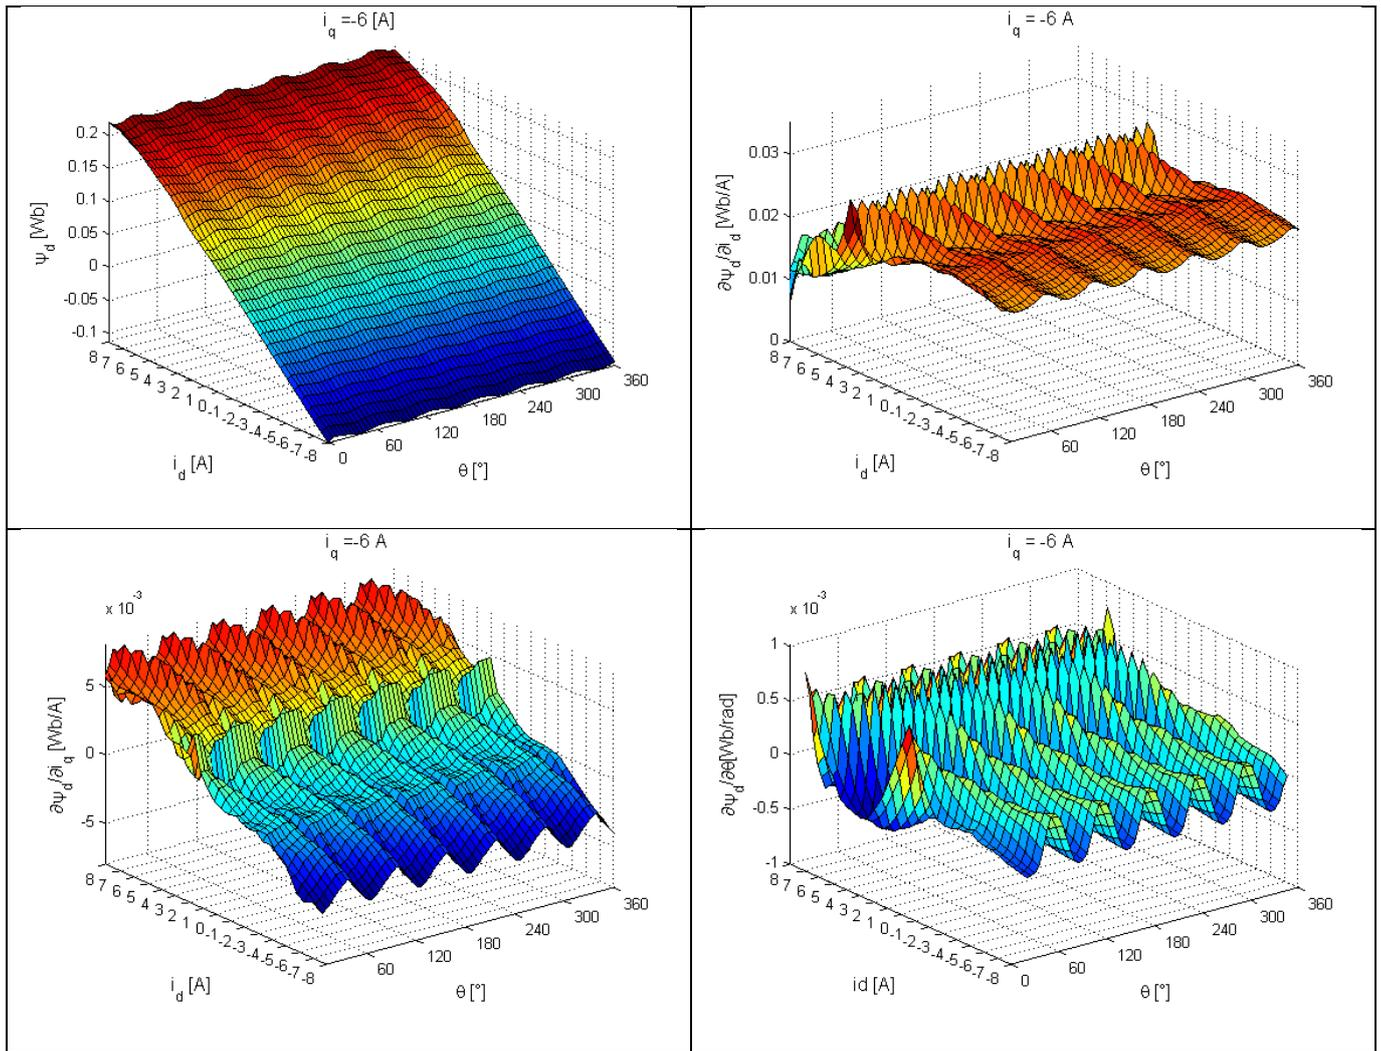 i_q =-6 [A]
ψ_d [Wb]
0.2
0.15
0.1
0.05
0
-0.05
-0.1
8 7 6 5 4 3 2 1 0 -1 -2 -3 -4 -5 -6 -7 -8
i_d [A]
0 60 120 180 240 300 360
θ [°]
i_q = -6 A
∂ψ_d/∂i_d [Wb/A]
0.03
0.02
0.01
0
8 7 6 5 4 3 2 1 0 -1 -2 -3 -4 -5 -6 -7 -8
i_d [A]
60 120 180 240 300 360
θ [°]
i_q =-6 A
x 10^-3
∂ψ_d/∂i_q [Wb/A]
5
0
-5
8 7 6 5 4 3 2 1 0 -1 -2 -3 -4 -5 -6 -7 -8
i_d [A]
60 120 180 240 300 360
θ [°]
i_q = -6 A
x 10^-3
∂ψ_d/∂θ[Wb/rad]
1
0.5
0
-0.5
-1
8 7 6 5 4 3 2 1 0 -1 -2 -3 -4 -5 -6 -7 -8
id [A]
0 60 120 180 240 300 360
θ [°]